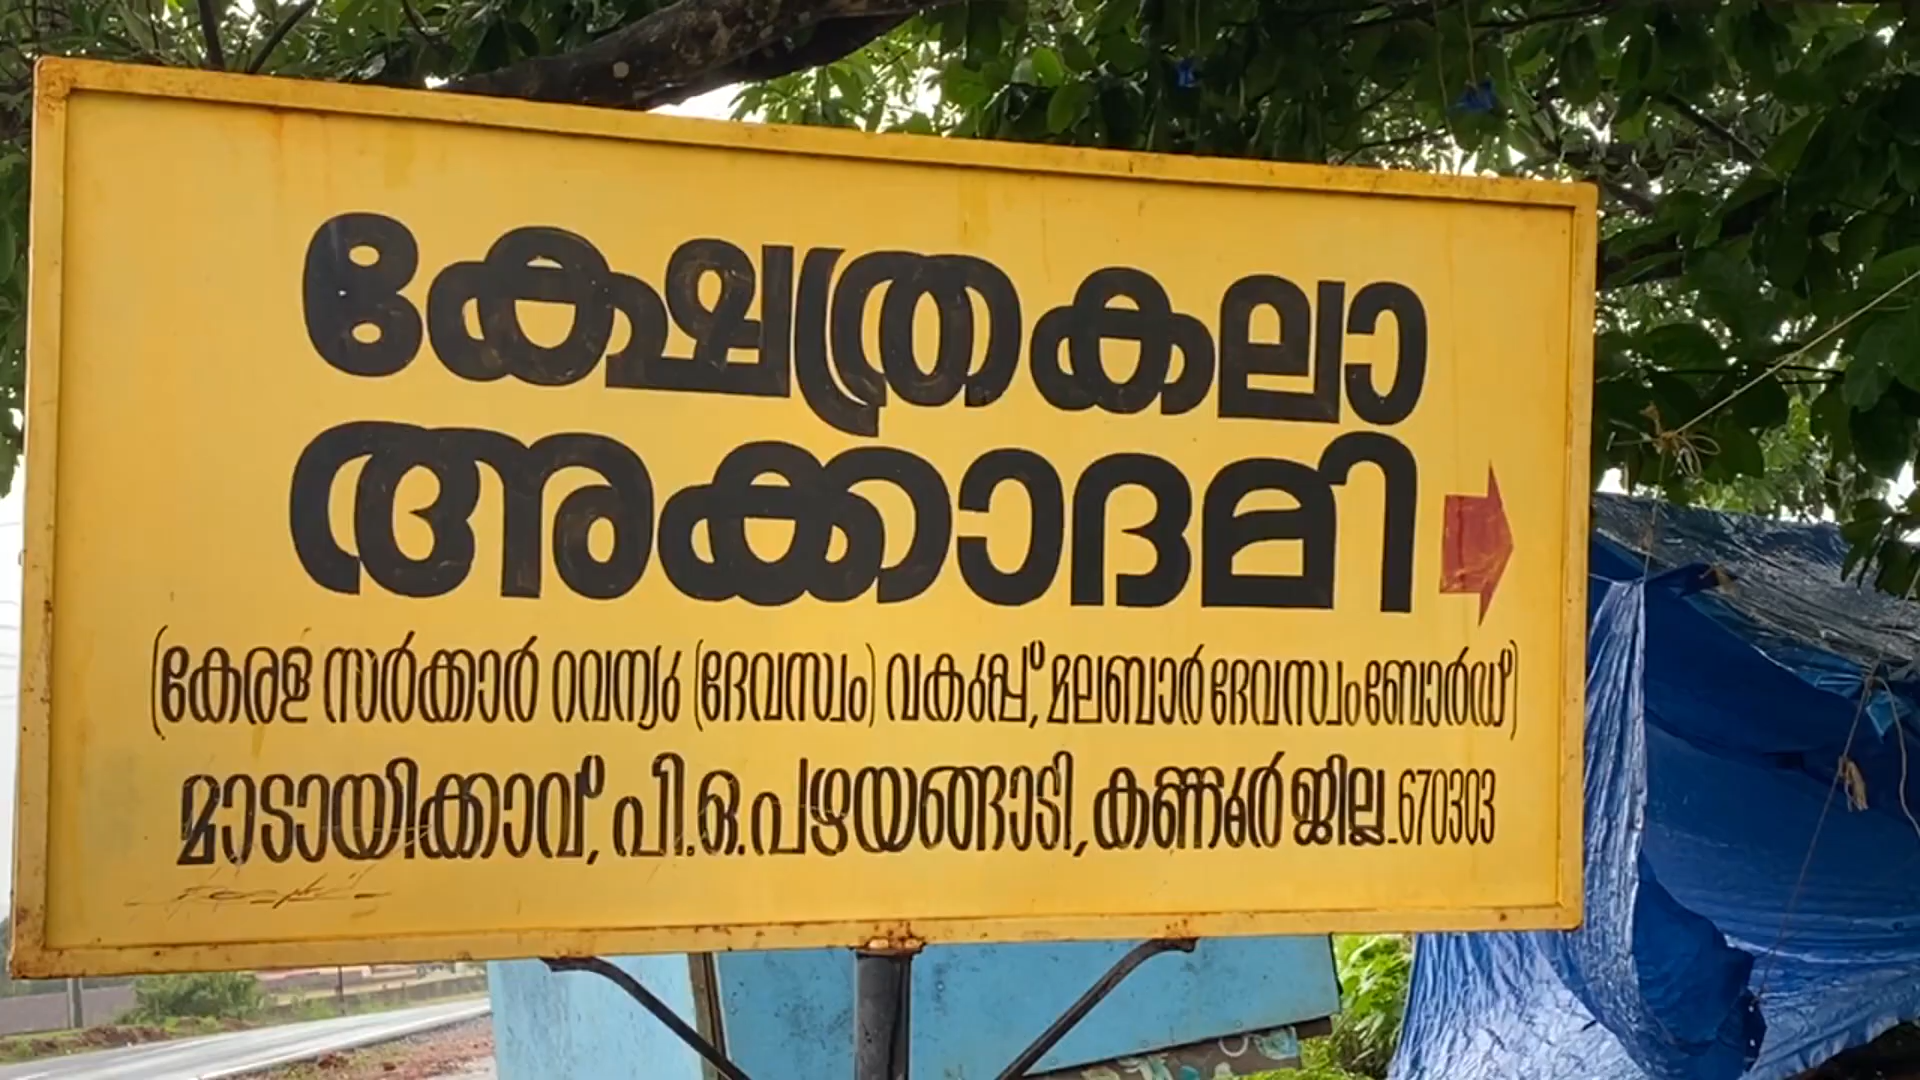 ക്ഷേത്രകലാ
അക്കാദമി
(കേരള സർക്കാർ റവന്യൂ (ദേവസ്വം) വകുപ്പ്, മലബാർ ദേവസ്വംബോർഡ്)
മാടായിക്കാവ്, പി.ഒ.പഴയങ്ങാടി, കണ്ണൂർ ജില്ല-670303